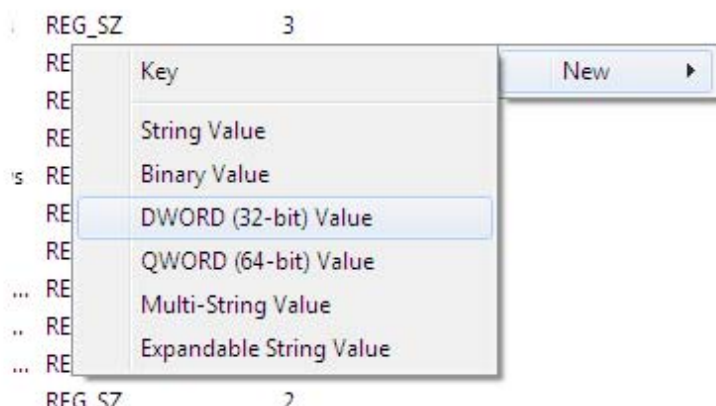 REG_SZ 3
RE
Key
New
RE
RE
String Value
s RE
Binary Value
RE
DWORD (32-bit) Value
RE
QWORD (64-bit) Value
... RE
Multi-String Value
.. RE
Expandable String Value
... RE
REG_SZ 2